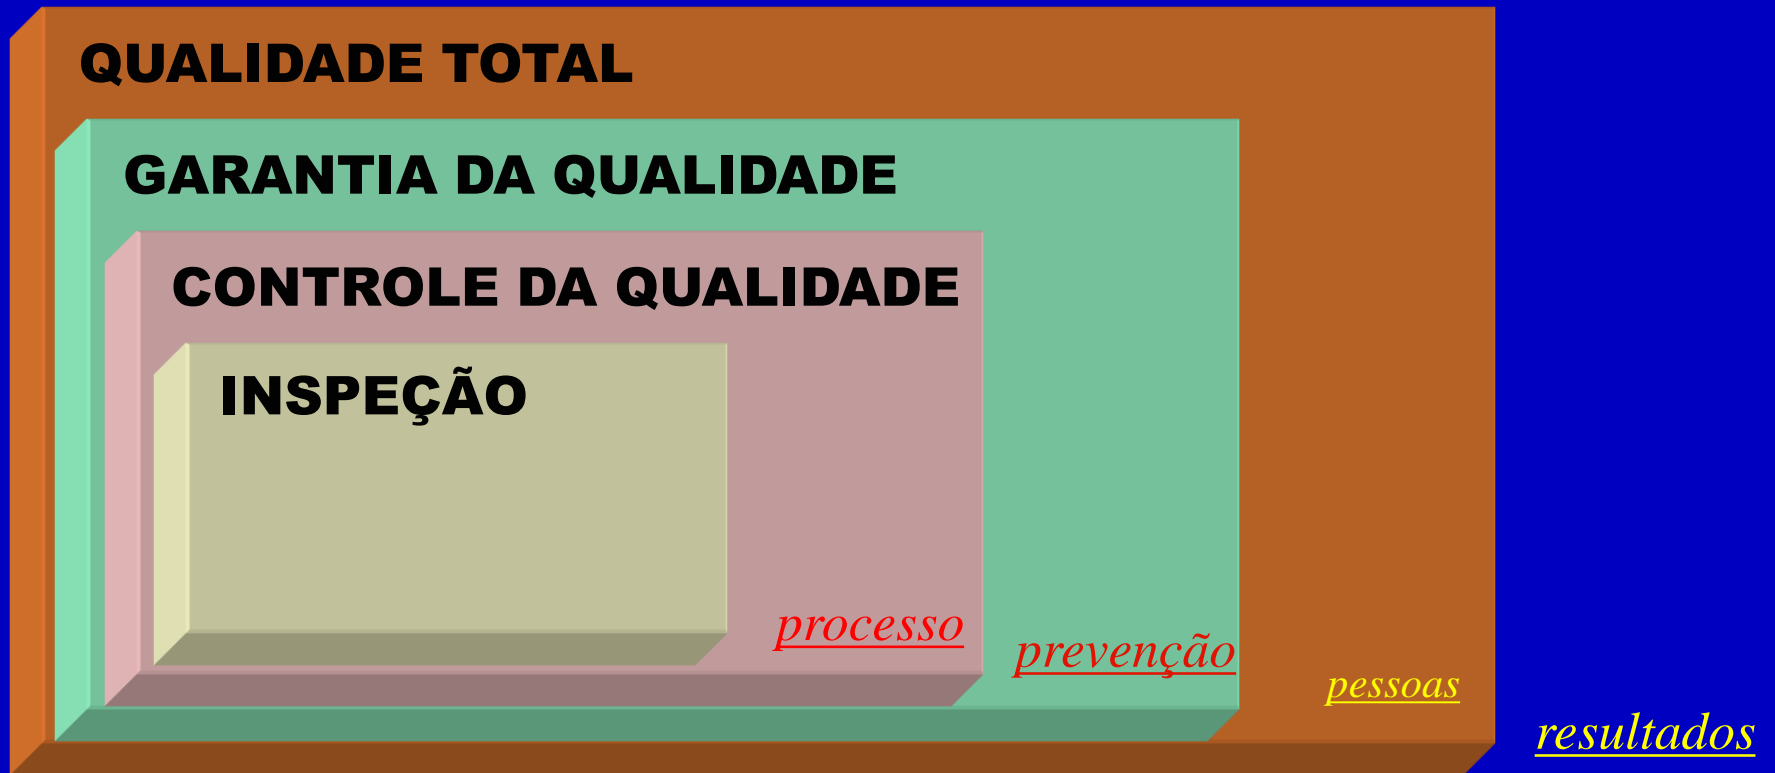 QUALIDADE TOTAL
GARANTIA DA QUALIDADE
CONTROLE DA QUALIDADE
INSPEÇÃO
processo
prevenção
pessoas
resultados